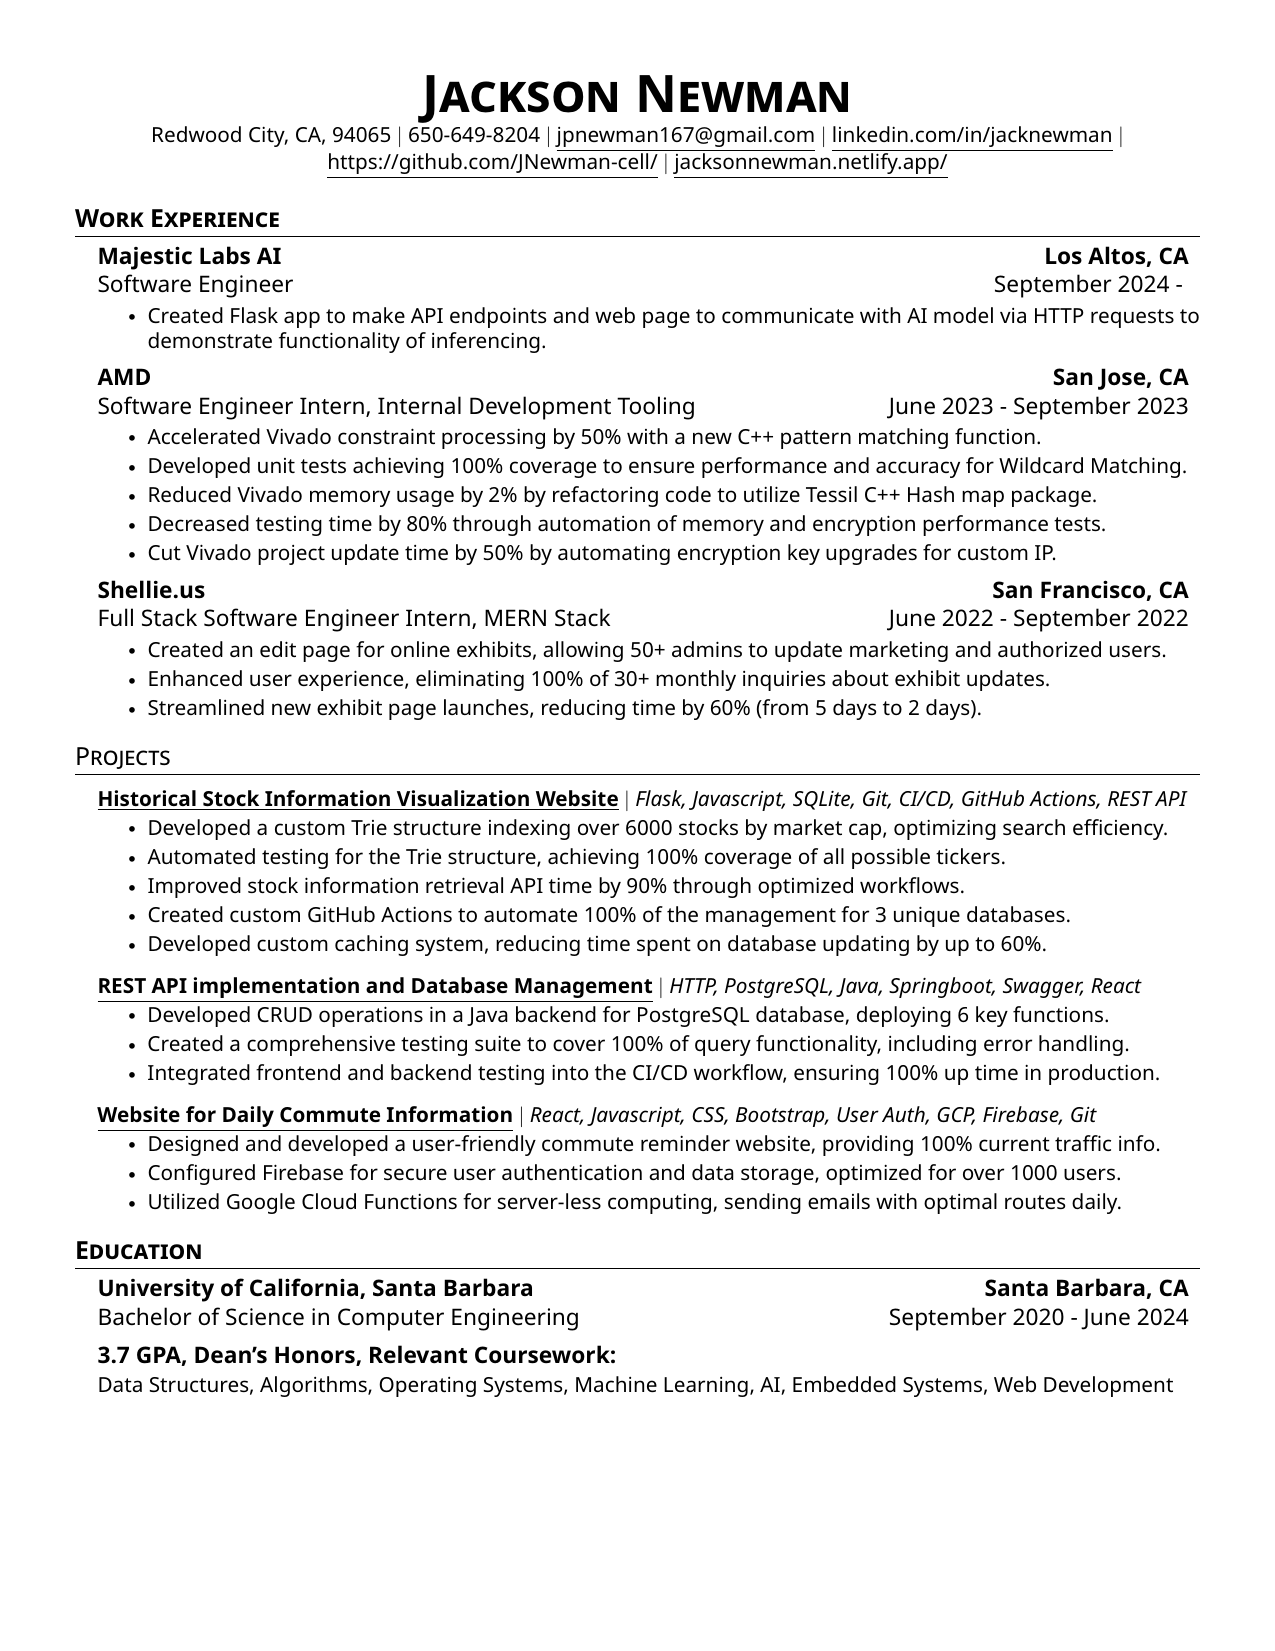 Jackson Newman
Redwood City, CA, 94065 | 650-649-8204 | jpnewman167@gmail.com | linkedin.com/in/jacknewman |
https://github.com/JNewman-cell/ | jacksonnewman.netlify.app/
Work Experience
Majestic Labs AI Los Altos, CA
Software Engineer September 2024 -
• Created Flask app to make API endpoints and web page to communicate with AI model via HTTP requests to
demonstrate functionality of inferencing.
AMD San Jose, CA
Software Engineer Intern, Internal Development Tooling June 2023 - September 2023
• Accelerated Vivado constraint processing by 50% with a new C++ pattern matching function.
• Developed unit tests achieving 100% coverage to ensure performance and accuracy for Wildcard Matching.
• Reduced Vivado memory usage by 2% by refactoring code to utilize Tessil C++ Hash map package.
• Decreased testing time by 80% through automation of memory and encryption performance tests.
• Cut Vivado project update time by 50% by automating encryption key upgrades for custom IP.
Shellie.us San Francisco, CA
Full Stack Software Engineer Intern, MERN Stack June 2022 - September 2022
• Created an edit page for online exhibits, allowing 50+ admins to update marketing and authorized users.
• Enhanced user experience, eliminating 100% of 30+ monthly inquiries about exhibit updates.
• Streamlined new exhibit page launches, reducing time by 60% (from 5 days to 2 days).
Projects
Historical Stock Information Visualization Website | Flask, Javascript, SQLite, Git, CI/CD, GitHub Actions, REST API
• Developed a custom Trie structure indexing over 6000 stocks by market cap, optimizing search efficiency.
• Automated testing for the Trie structure, achieving 100% coverage of all possible tickers.
• Improved stock information retrieval API time by 90% through optimized workflows.
• Created custom GitHub Actions to automate 100% of the management for 3 unique databases.
• Developed custom caching system, reducing time spent on database updating by up to 60%.
REST API implementation and Database Management | HTTP, PostgreSQL, Java, Springboot, Swagger, React
• Developed CRUD operations in a Java backend for PostgreSQL database, deploying 6 key functions.
• Created a comprehensive testing suite to cover 100% of query functionality, including error handling.
• Integrated frontend and backend testing into the CI/CD workflow, ensuring 100% up time in production.
Website for Daily Commute Information | React, Javascript, CSS, Bootstrap, User Auth, GCP, Firebase, Git
• Designed and developed a user-friendly commute reminder website, providing 100% current traffic info.
• Configured Firebase for secure user authentication and data storage, optimized for over 1000 users.
• Utilized Google Cloud Functions for server-less computing, sending emails with optimal routes daily.
Education
University of California, Santa Barbara Santa Barbara, CA
Bachelor of Science in Computer Engineering September 2020 - June 2024
3.7 GPA, Dean’s Honors, Relevant Coursework:
Data Structures, Algorithms, Operating Systems, Machine Learning, AI, Embedded Systems, Web Development